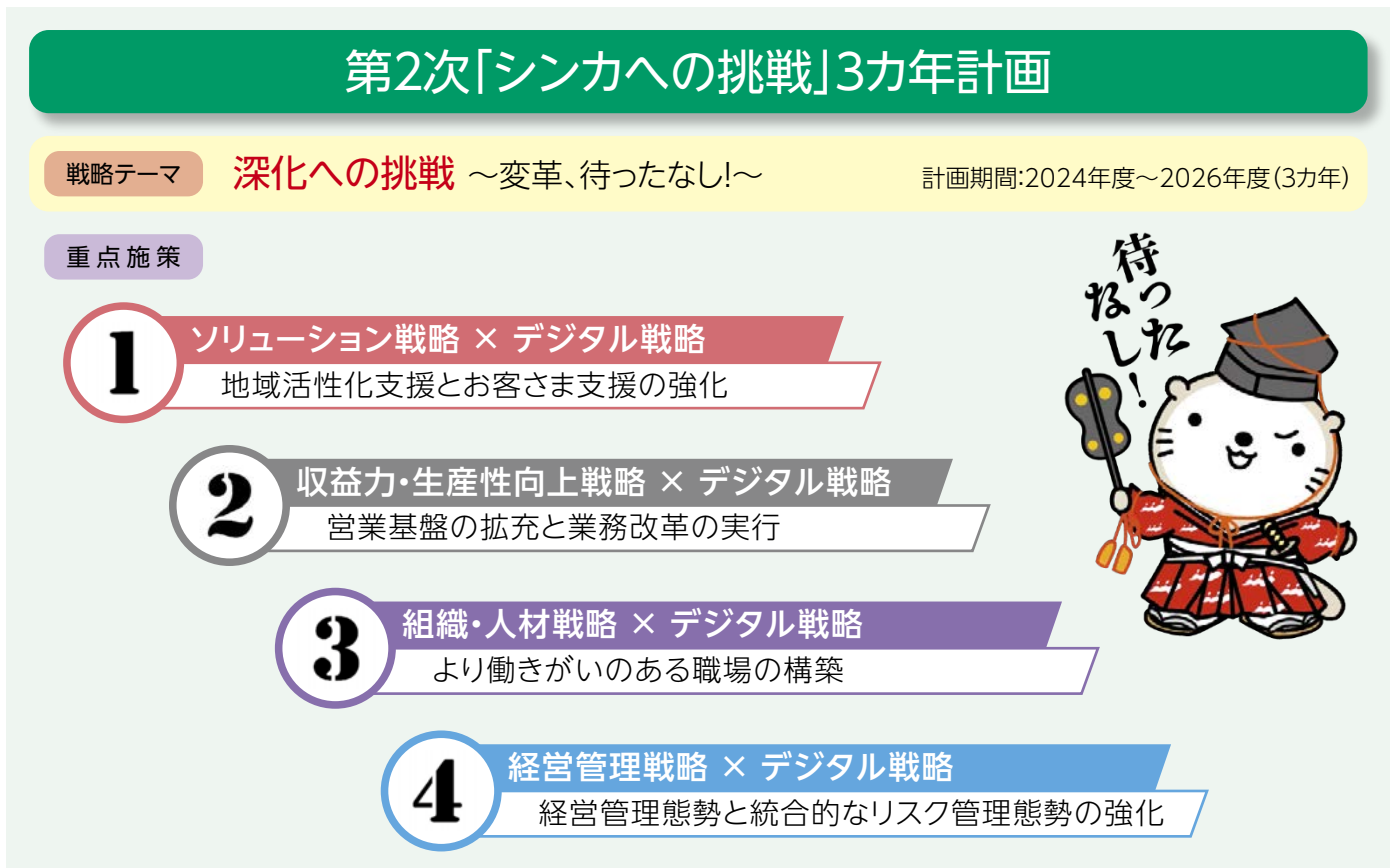 第2次「シンカへの挑戦」3カ年計画
戦略テーマ 深化への挑戦 ～変革、待ったなし!～ 計画期間:2024年度～2026年度(3カ年)
重点施策
待った
なし!
1 ソリューション戦略 × デジタル戦略
地域活性化支援とお客さま支援の強化
2 収益力・生産性向上戦略 × デジタル戦略
営業基盤の拡充と業務改革の実行
3 組織・人材戦略 × デジタル戦略
より働きがいのある職場の構築
4 経営管理戦略 × デジタル戦略
経営管理態勢と統合的なリスク管理態勢の強化